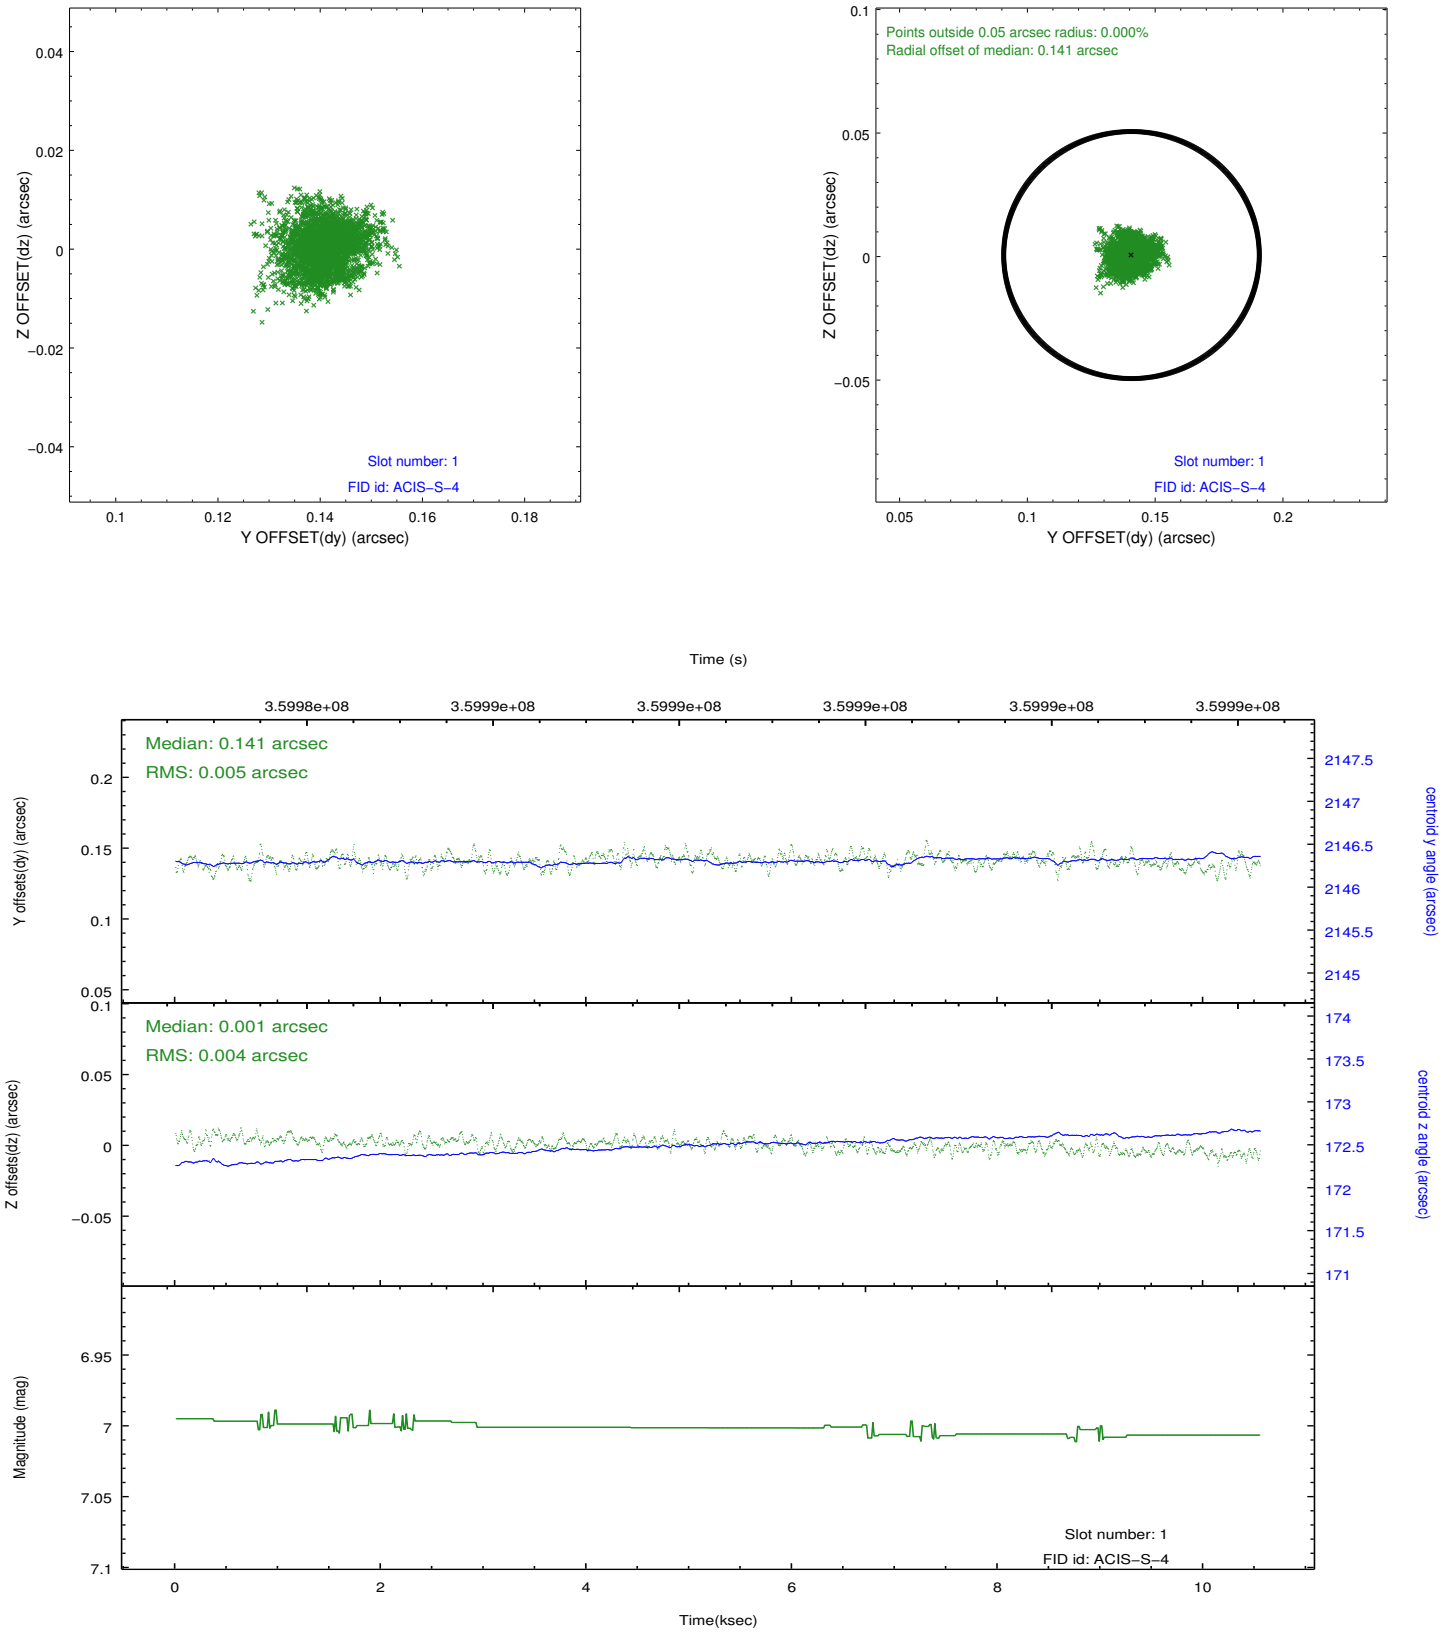 0.04
0.02
0
−0.02
−0.04
Z OFFSET(dz) (arcsec)
Slot number: 1
FID id: ACIS−S−4
0.1 0.12 0.14 0.16 0.18
Y OFFSET(dy) (arcsec)
0.1
0.05
0
−0.05
Z OFFSET(dz) (arcsec)
Points outside 0.05 arcsec radius: 0.000%
Radial offset of median: 0.141 arcsec
Slot number: 1
FID id: ACIS−S−4
0.05 0.1 0.15 0.2
Y OFFSET(dy) (arcsec)
Time (s)
3.5998e+08 3.5999e+08 3.5999e+08 3.5999e+08 3.5999e+08 3.5999e+08
Median: 0.141 arcsec
RMS: 0.005 arcsec
0.2
0.15
0.1
0.05
Y offsets(dy) (arcsec)
2147.5
2147
2146.5
2146
2145.5
2145
centroid y angle (arcsec)
Median: 0.001 arcsec
RMS: 0.004 arcsec
0.1
0.05
0
−0.05
Z offsets(dz) (arcsec)
174
173.5
173
172.5
172
171.5
171
centroid z angle (arcsec)
6.95
7
7.05
7.1
Magnitude (mag)
Slot number: 1
FID id: ACIS−S−4
0 2 4 6 8 10
Time(ksec)